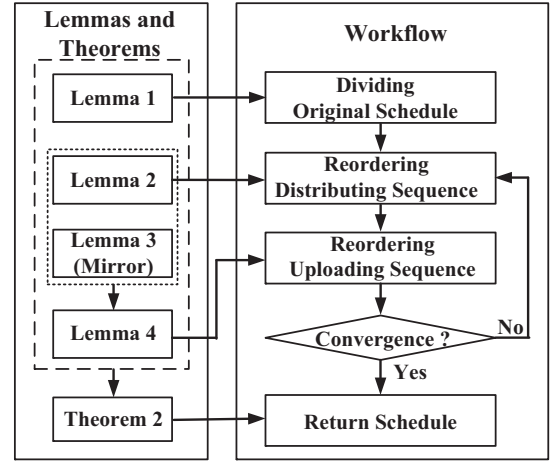 Lemmas and
Theorems
Lemma 1
Lemma 2
Lemma 3
(Mirror)
Lemma 4
Theorem 2
Workflow
Dividing
Original Schedule
Reordering
Distributing Sequence
Reordering
Uploading Sequence
Convergence ?
No
Yes
Return Schedule